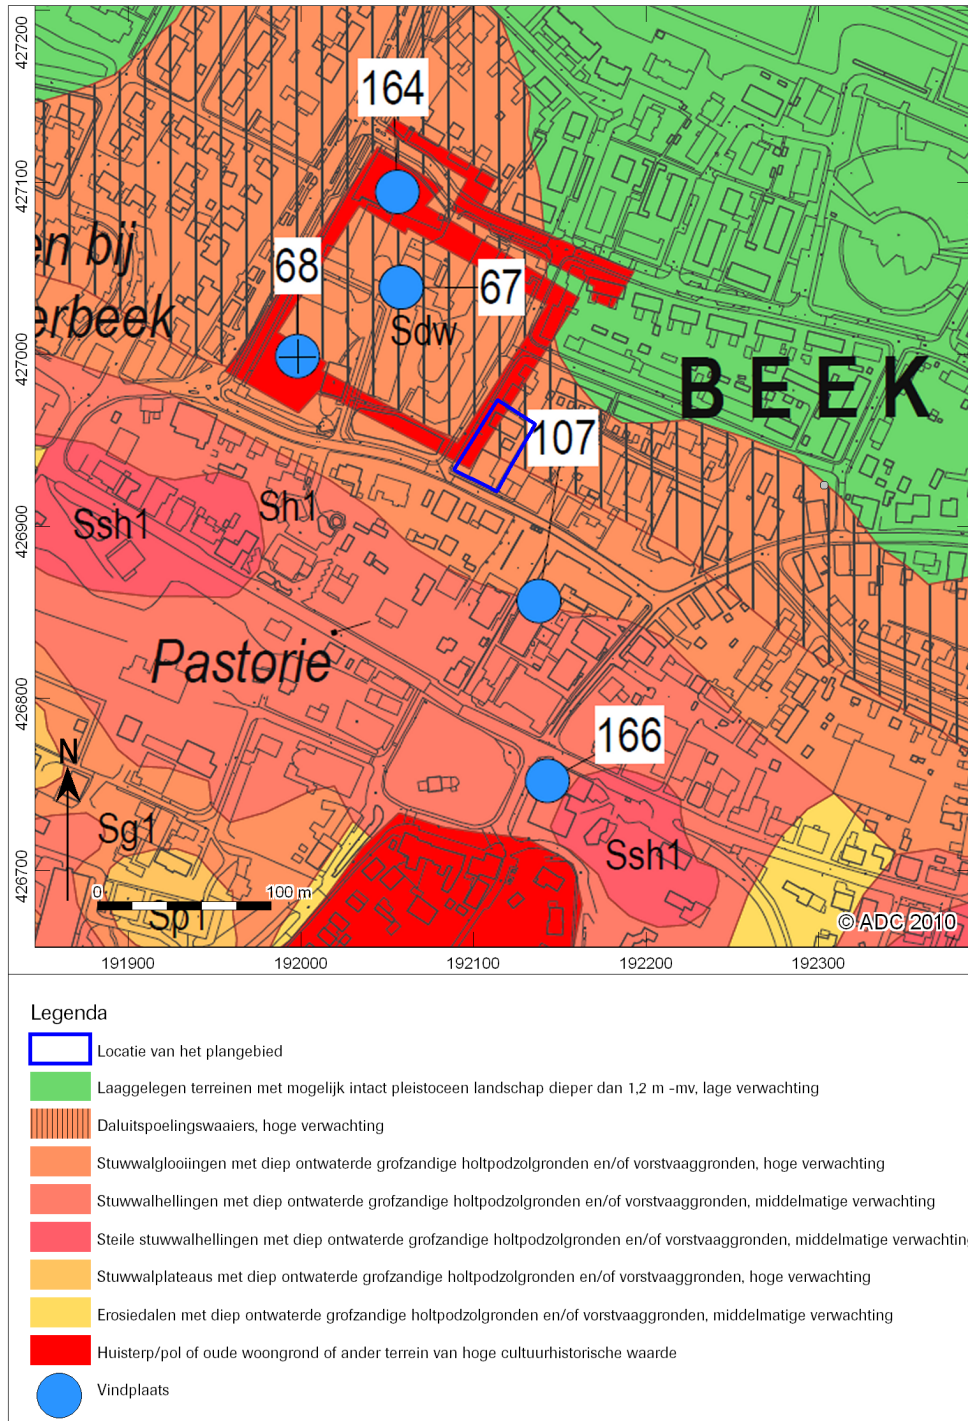 427200
164
427100
en bij
68
67
erbeek
Sdw
427000
BEEK
107
Ssh1
Sh1
426900
Pastorie
426800
166
N
Sg1
Ssh1
426700
0
100 m
Sp1
© ADC 2010
191900
192000
192100
192200
192300
Legenda
Locatie van het plangebied
Laaggelegen terreinen met mogelijk intact pleistoceen landschap dieper dan 1,2 m -mv, lage verwachting
Daluitspoelingswaaiers, hoge verwachting
Stuwwalglooiingen met diep ontwaterde grofzandige holtpodzolgronden en/of vorstvaaggronden, hoge verwachting
Stuwwalhellingen met diep ontwaterde grofzandige holtpodzolgronden en/of vorstvaaggronden, middelmatige verwachting
Steile stuwwalhellingen met diep ontwaterde grofzandige holtpodzolgronden en/of vorstvaaggronden, middelmatige verwachting
Stuwwalplateaus met diep ontwaterde grofzandige holtpodzolgronden en/of vorstvaaggronden, hoge verwachting
Erosiedalen met diep ontwaterde grofzandige holtpodzolgronden en/of vorstvaaggronden, middelmatige verwachting
Huisterp/pol of oude woongrond of ander terrein van hoge cultuurhistorische waarde
Vindplaats